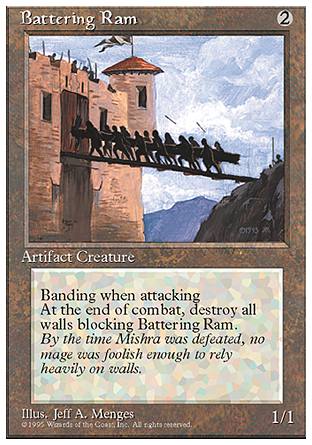 Battering Ram 2
©1995 JAM
Artifact Creature
Banding when attacking
At the end of combat, destroy all
walls blocking Battering Ram.
By the time Mishra was defeated, no
mage was foolish enough to rely
heavily on walls.
Illus. Jeff A. Menges
©1995 Wizards of the Coast, Inc. All rights reserved.
1/1